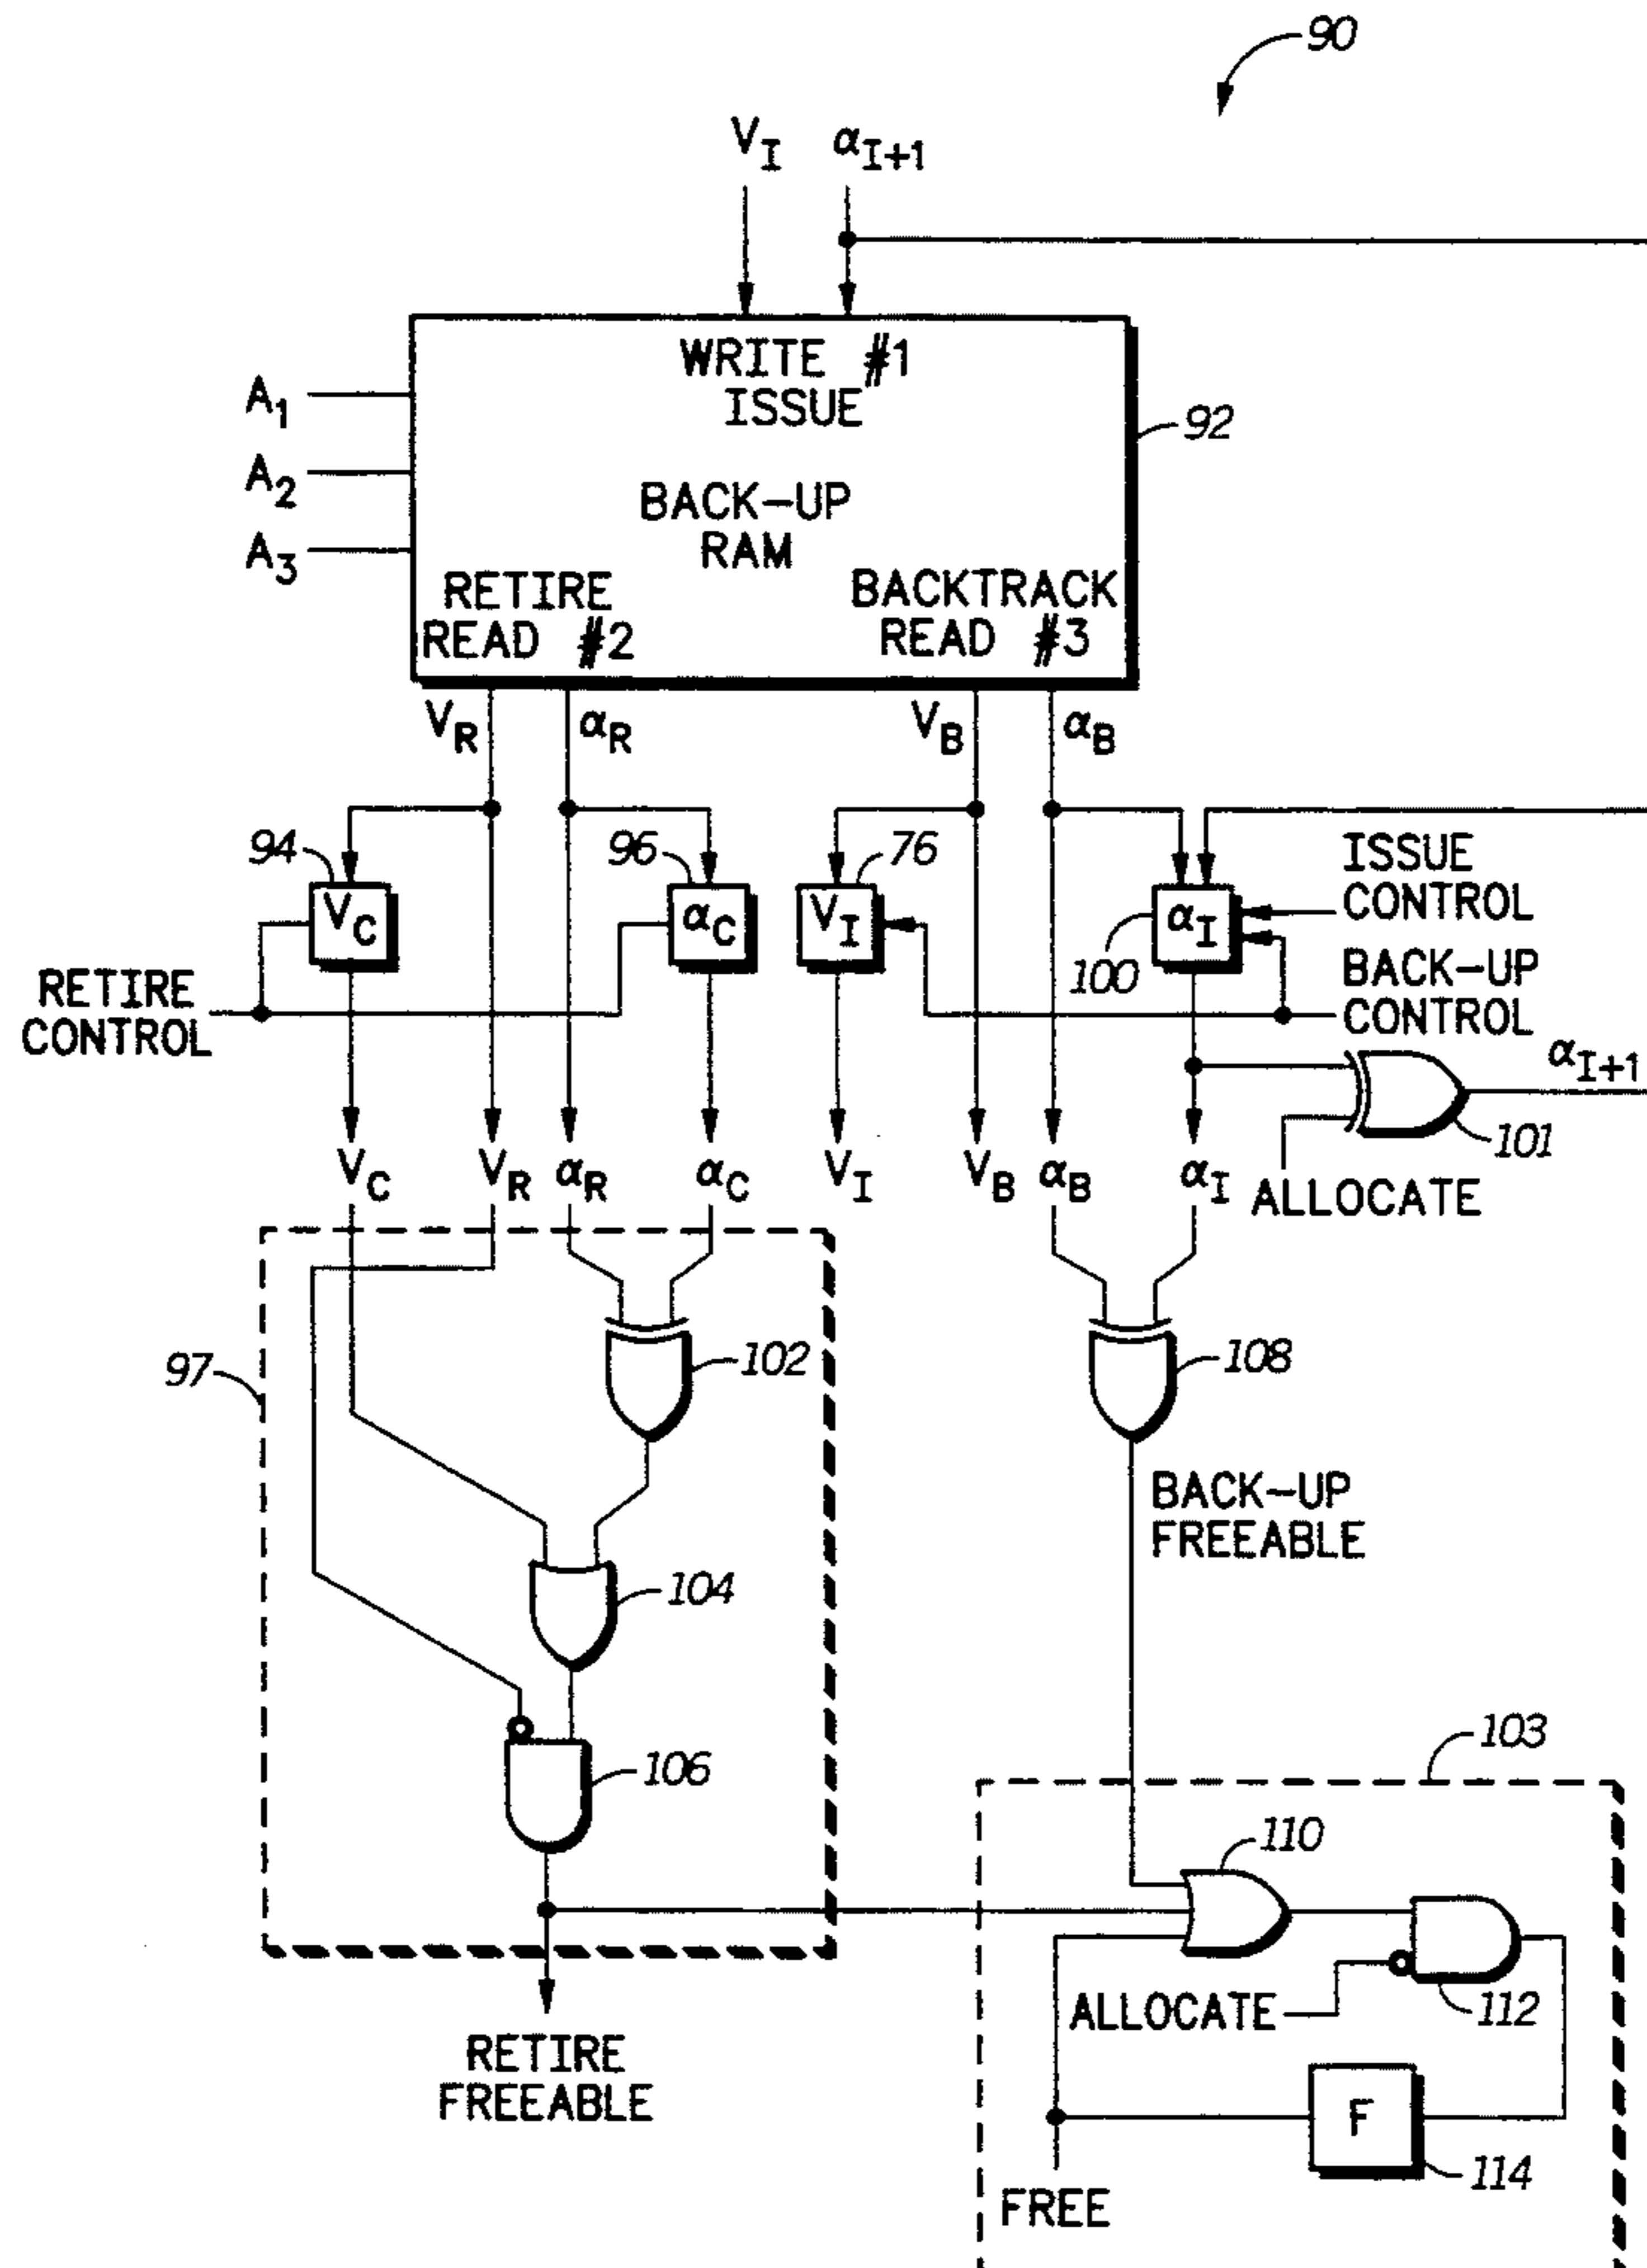 90
V_I α_I+1
WRITE #1
ISSUE
A_1
92
A_2
BACK-UP
RAM
A_3
RETIRE
READ #2
BACKTRACK
READ #3
V_R α_R V_B α_B
94 96 76
ISSUE
CONTROL
V_C α_C V_I α_I
100
RETIRE
CONTROL
BACK-UP
CONTROL
α_I+1
101
V_C V_R α_R α_C V_I V_B α_B α_I
ALLOCATE
97
102
108
BACK-UP
FREEABLE
104
103
106
110
ALLOCATE
112
RETIRE
FREEABLE
F
114
FREE